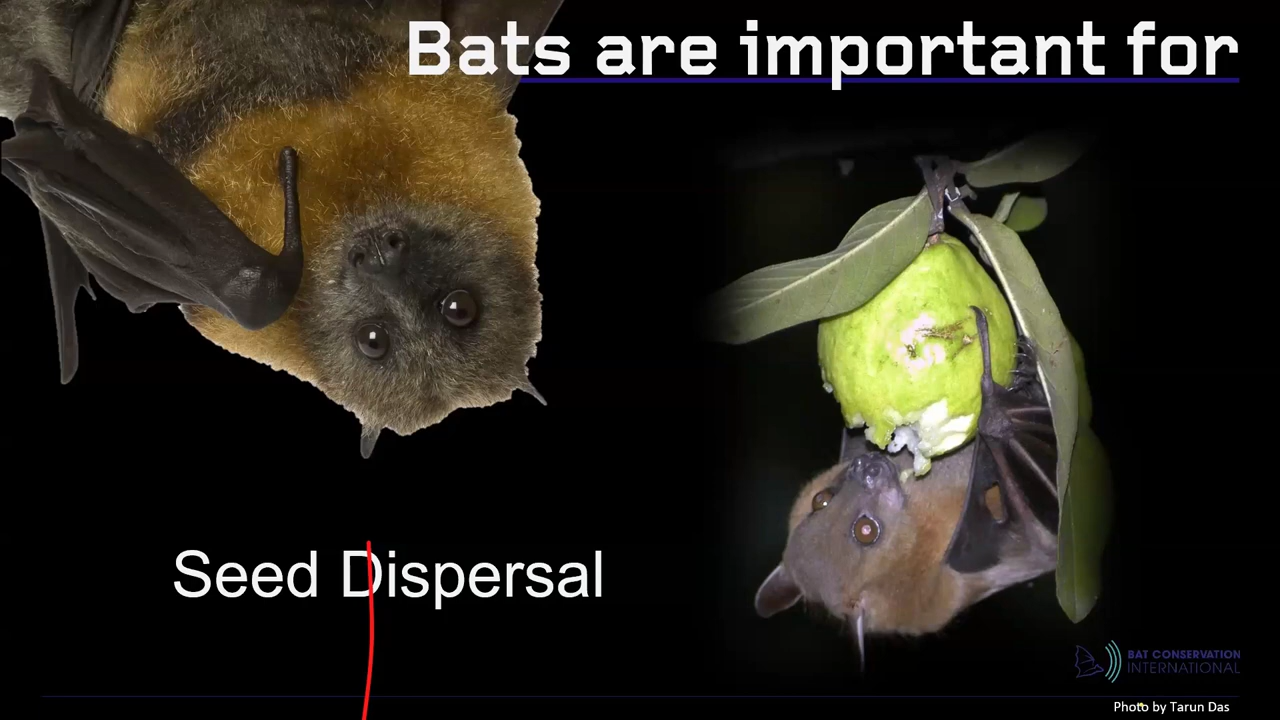 Bats are important for
Seed Dispersal
BAT CONSERVATION
INTERNATIONAL
Photo by Tarun Das